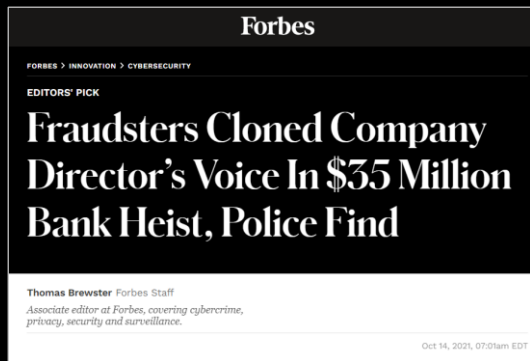 Forbes
FORBES > INNOVATION > CYBERSECURITY
EDITORS' PICK
Fraudsters Cloned Company
Director's Voice In $35 Million
Bank Heist, Police Find
Thomas Brewster Forbes Staff
Associate editor at Forbes, covering cybercrime,
privacy, security and surveillance.
Oct 14, 2021, 07:01am EDT